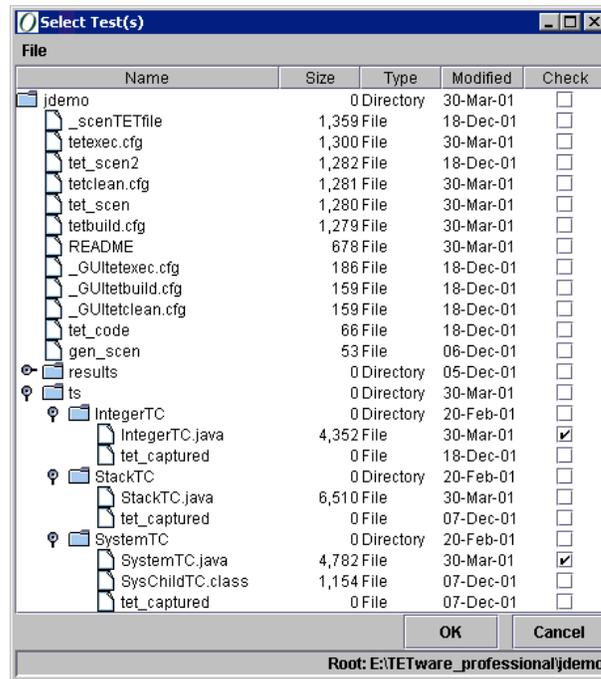 Select Test(s)
File
Name Size Type Modified Check
jdemo 0 Directory 30-Mar-01
_scenTETfile 1,359 File 18-Dec-01
tetexec.cfg 1,300 File 30-Mar-01
tet_scen2 1,282 File 18-Dec-01
tetclean.cfg 1,281 File 30-Mar-01
tet_scen 1,280 File 30-Mar-01
tetbuild.cfg 1,279 File 30-Mar-01
README 678 File 30-Mar-01
_GUItetexec.cfg 186 File 18-Dec-01
_GUItetbuild.cfg 159 File 18-Dec-01
_GUItetclean.cfg 159 File 18-Dec-01
tet_code 66 File 18-Dec-01
gen_scen 53 File 06-Dec-01
results 0 Directory 05-Dec-01
ts 0 Directory 30-Mar-01
IntegerTC 0 Directory 20-Feb-01
IntegerTC.java 4,352 File 30-Mar-01
tet_captured 0 File 18-Dec-01
StackTC 0 Directory 20-Feb-01
StackTC.java 6,510 File 30-Mar-01
tet_captured 0 File 07-Dec-01
SystemTC 0 Directory 20-Feb-01
SystemTC.java 4,782 File 30-Mar-01
SysChildTC.class 1,154 File 07-Dec-01
tet_captured 0 File 07-Dec-01
OK Cancel
Root: E:\TETware_professional\jdemo